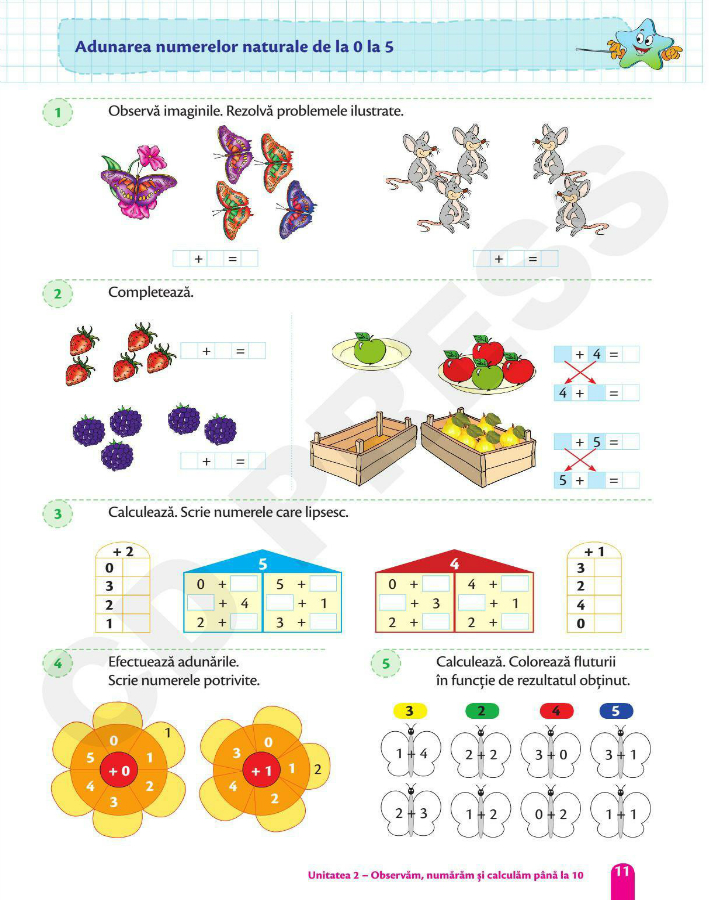 Adunarea numerelor naturale de la 0 la 5
1 Observă imaginile. Rezolvă problemele ilustrate.
+ =
+ =
2 Completează.
+ =
+ 4 =
4 + =
+ =
+ 5 =
5 + =
3 Calculează. Scrie numerele care lipsesc.
+ 2
0
3
2
1
5
0 + 5 +
+ 4 + 1
2 + 3 +
4
0 + 4 +
+ 3 + 1
2 + 2 +
+ 1
3
2
4
0
4 Efectuează adunările.
Scrie numerele potrivite.
+ 0
0
1
1
2
3
4
5
+ 1
0
1
2
2
4
3
5 Calculează. Colorează fluturii
în funcție de rezultatul obținut.
3 2 4 5
1 + 4 2 + 2 3 + 0 3 + 1
2 + 3 1 + 2 0 + 2 1 + 1
Unitatea 2 – Observăm, numărăm și calculăm până la 10 11
CD PRESS